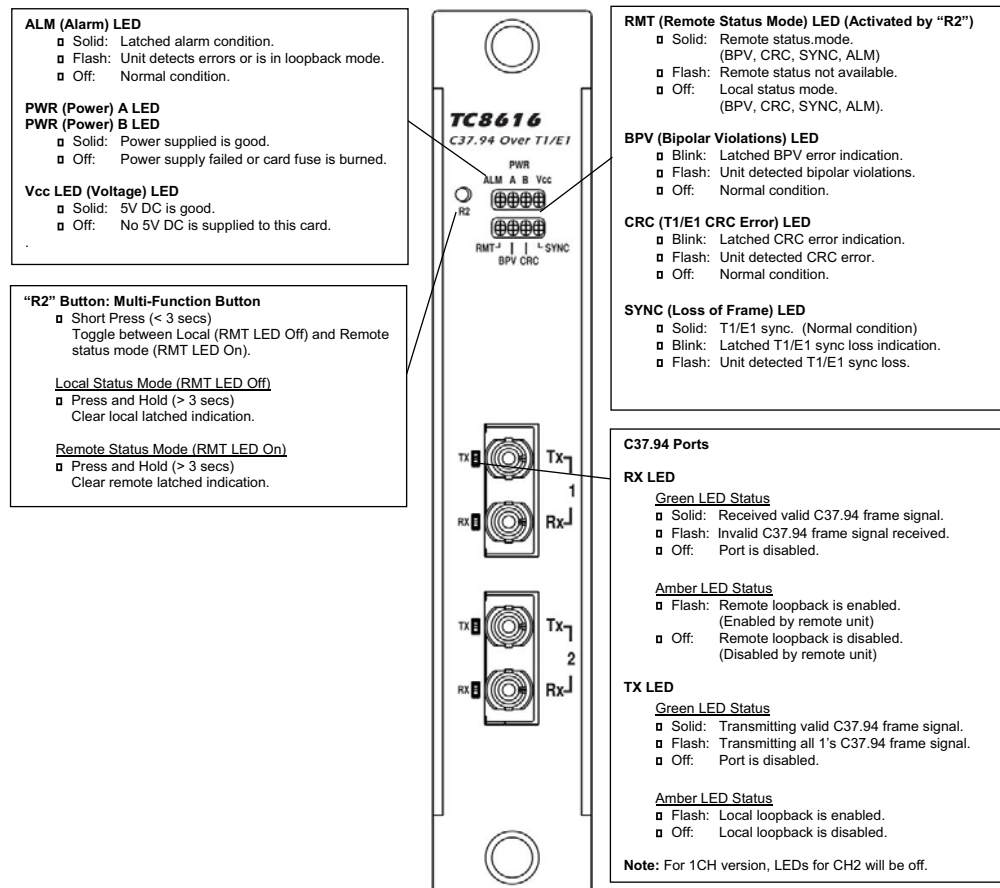 ALM (Alarm) LED
Solid: Latched alarm condition.
Flash: Unit detects errors or is in loopback mode.
Off: Normal condition.
PWR (Power) A LED
PWR (Power) B LED
Solid: Power supplied is good.
Off: Power supply failed or card fuse is burned.
Vcc LED (Voltage) LED
Solid: 5V DC is good.
Off: No 5V DC is supplied to this card.
.
"R2" Button: Multi-Function Button
Short Press (< 3 secs)
Toggle between Local (RMT LED Off) and Remote
status mode (RMT LED On).
Local Status Mode (RMT LED Off)
Press and Hold (> 3 secs)
Clear local latched indication.
Remote Status Mode (RMT LED On)
Press and Hold (> 3 secs)
Clear remote latched indication.
TC8616
C37.94 Over T1/E1
PWR
ALM A B Vcc
R2
RMT SYNC
BPV CRC
TX Tx
1
RX Rx
TX Tx
2
RX Rx
RMT (Remote Status Mode) LED (Activated by “R2”)
Solid: Remote status.mode.
(BPV, CRC, SYNC, ALM)
Flash: Remote status not available.
Off: Local status mode.
(BPV, CRC, SYNC, ALM).
BPV (Bipolar Violations) LED
Blink: Latched BPV error indication.
Flash: Unit detected bipolar violations.
Off: Normal condition.
CRC (T1/E1 CRC Error) LED
Blink: Latched CRC error indication.
Flash: Unit detected CRC error.
Off: Normal condition.
SYNC (Loss of Frame) LED
Solid: T1/E1 sync. (Normal condition)
Blink: Latched T1/E1 sync loss indication.
Flash: Unit detected T1/E1 sync loss.
C37.94 Ports
RX LED
Green LED Status
Solid: Received valid C37.94 frame signal.
Flash: Invalid C37.94 frame signal received.
Off: Port is disabled.
Amber LED Status
Flash: Remote loopback is enabled.
(Enabled by remote unit)
Off: Remote loopback is disabled.
(Disabled by remote unit)
TX LED
Green LED Status
Solid: Transmitting valid C37.94 frame signal.
Flash: Transmitting all 1's C37.94 frame signal.
Off: Port is disabled.
Amber LED Status
Flash: Local loopback is enabled.
Off: Local loopback is disabled.
Note: For 1CH version, LEDs for CH2 will be off.